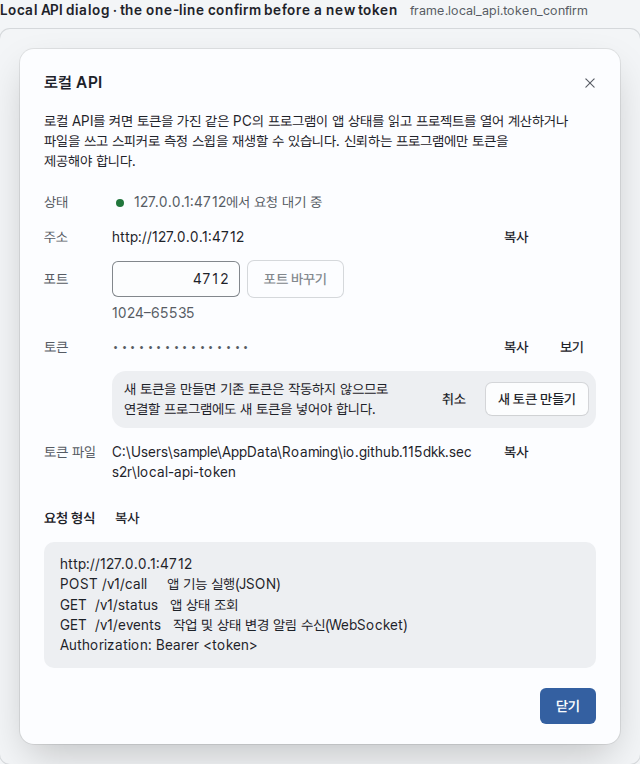 Local API dialog · the one-line confirm before a new token frame.local_api.token_confirm
로컬 API
로컬 API를 켜면 토큰을 가진 같은 PC의 프로그램이 앱 상태를 읽고 프로젝트를 열어 계산하거나
파일을 쓰고 스피커로 측정 스윕을 재생할 수 있습니다. 신뢰하는 프로그램에만 토큰을
제공해야 합니다.
상태 127.0.0.1:4712에서 요청 대기 중
주소 http://127.0.0.1:4712 복사
포트 4712 포트 바꾸기
1024–65535
토큰 •••••••••••••••• 복사 보기
새 토큰을 만들면 기존 토큰은 작동하지 않으므로
연결할 프로그램에도 새 토큰을 넣어야 합니다.
취소 새 토큰 만들기
토큰 파일 C:\Users\sample\AppData\Roaming\io.github.115dkk.sec
s2r\local-api-token
복사
요청 형식 복사
http://127.0.0.1:4712
POST /v1/call 앱 기능 실행(JSON)
GET /v1/status 앱 상태 조회
GET /v1/events 작업 및 상태 변경 알림 수신(WebSocket)
Authorization: Bearer <token>
닫기